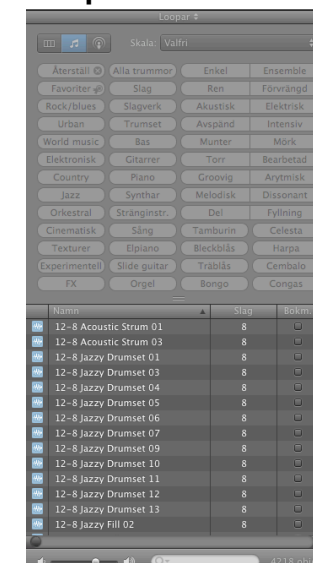 Loopar
Skala: Valfri
Återställ Alla trummor Enkel Ensemble
Favoriter Slag Ren Förvrängd
Rock/blues Slagverk Akustisk Elektrisk
Urban Trumset Avspänd Intensiv
World music Bas Munter Mörk
Elektronisk Gitarrer Torr Bearbetad
Country Piano Groovig Arytmisk
Jazz Synthar Melodisk Dissonant
Orkestral Stränginstr. Del Fyllning
Cinematisk Sång Tamburin Celesta
Texturer Elpiano Bleckblås Harpa
Experimentell Slide guitar Träblås Cembalo
FX Orgel Bongo Congas
Namn Slag Bokm.
12-8 Acoustic Strum 01 8
12-8 Acoustic Strum 03 8
12-8 Jazzy Drumset 01 8
12-8 Jazzy Drumset 03 8
12-8 Jazzy Drumset 04 8
12-8 Jazzy Drumset 05 8
12-8 Jazzy Drumset 06 8
12-8 Jazzy Drumset 07 8
12-8 Jazzy Drumset 09 8
12-8 Jazzy Drumset 10 8
12-8 Jazzy Drumset 11 8
12-8 Jazzy Drumset 12 8
12-8 Jazzy Drumset 13 8
12-8 Jazzy Fill 02 8